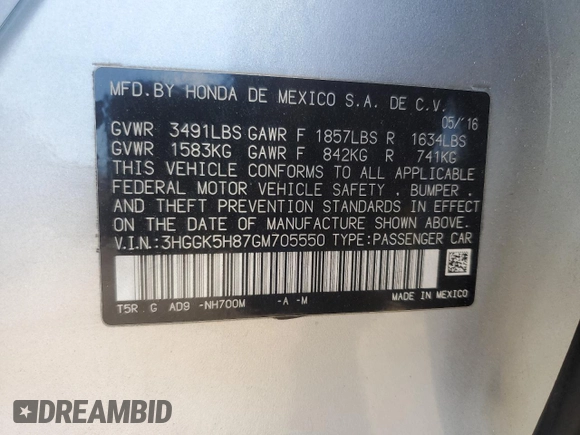 MFD.BY HONDA DE MEXICO S.A. DE C.V.
05/'16
GVWR 3491LBS GAWR F 1857LBS R 1634LBS
GVWR 1583KG GAWR F 842KG R 741KG
THIS VEHICLE CONFORMS TO ALL APPLICABLE
FEDERAL MOTOR VEHICLE SAFETY , BUMPER ,
AND THEFT PREVENTION STANDARDS IN EFFECT
ON THE DATE OF MANUFACTURE SHOWN ABOVE.
V.I.N.:3HGGK5H87GM705550 TYPE:PASSENGER CAR
T5R G AD9 -NH700M -A -M
MADE IN MEXICO
DREAMBID